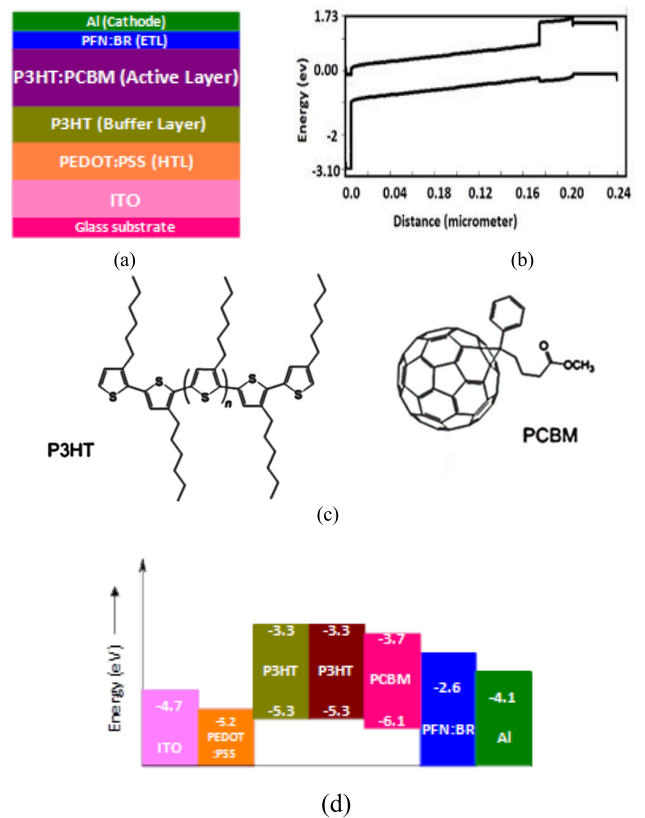 Al (Cathode)
PFN:BR (ETL)
P3HT:PCBM (Active Layer)
P3HT (Buffer Layer)
PEDOT:PSS (HTL)
ITO
Glass substrate
(a)
Energy (ev)
1.73
0.00
-2
-3.10
0.0 0.04 0.08 0.12 0.16 0.20 0.24
Distance (micrometer)
(b)
S S S S S
n
P3HT
O
OCH3
PCBM
(c)
Energy (eV)
-4.7
ITO
-5.2
PEDOT
:PSS
-3.3
P3HT
-5.3
-3.3
P3HT
-5.3
-3.7
PCBM
-6.1
-2.6
PFN:BR
-4.1
Al
(d)